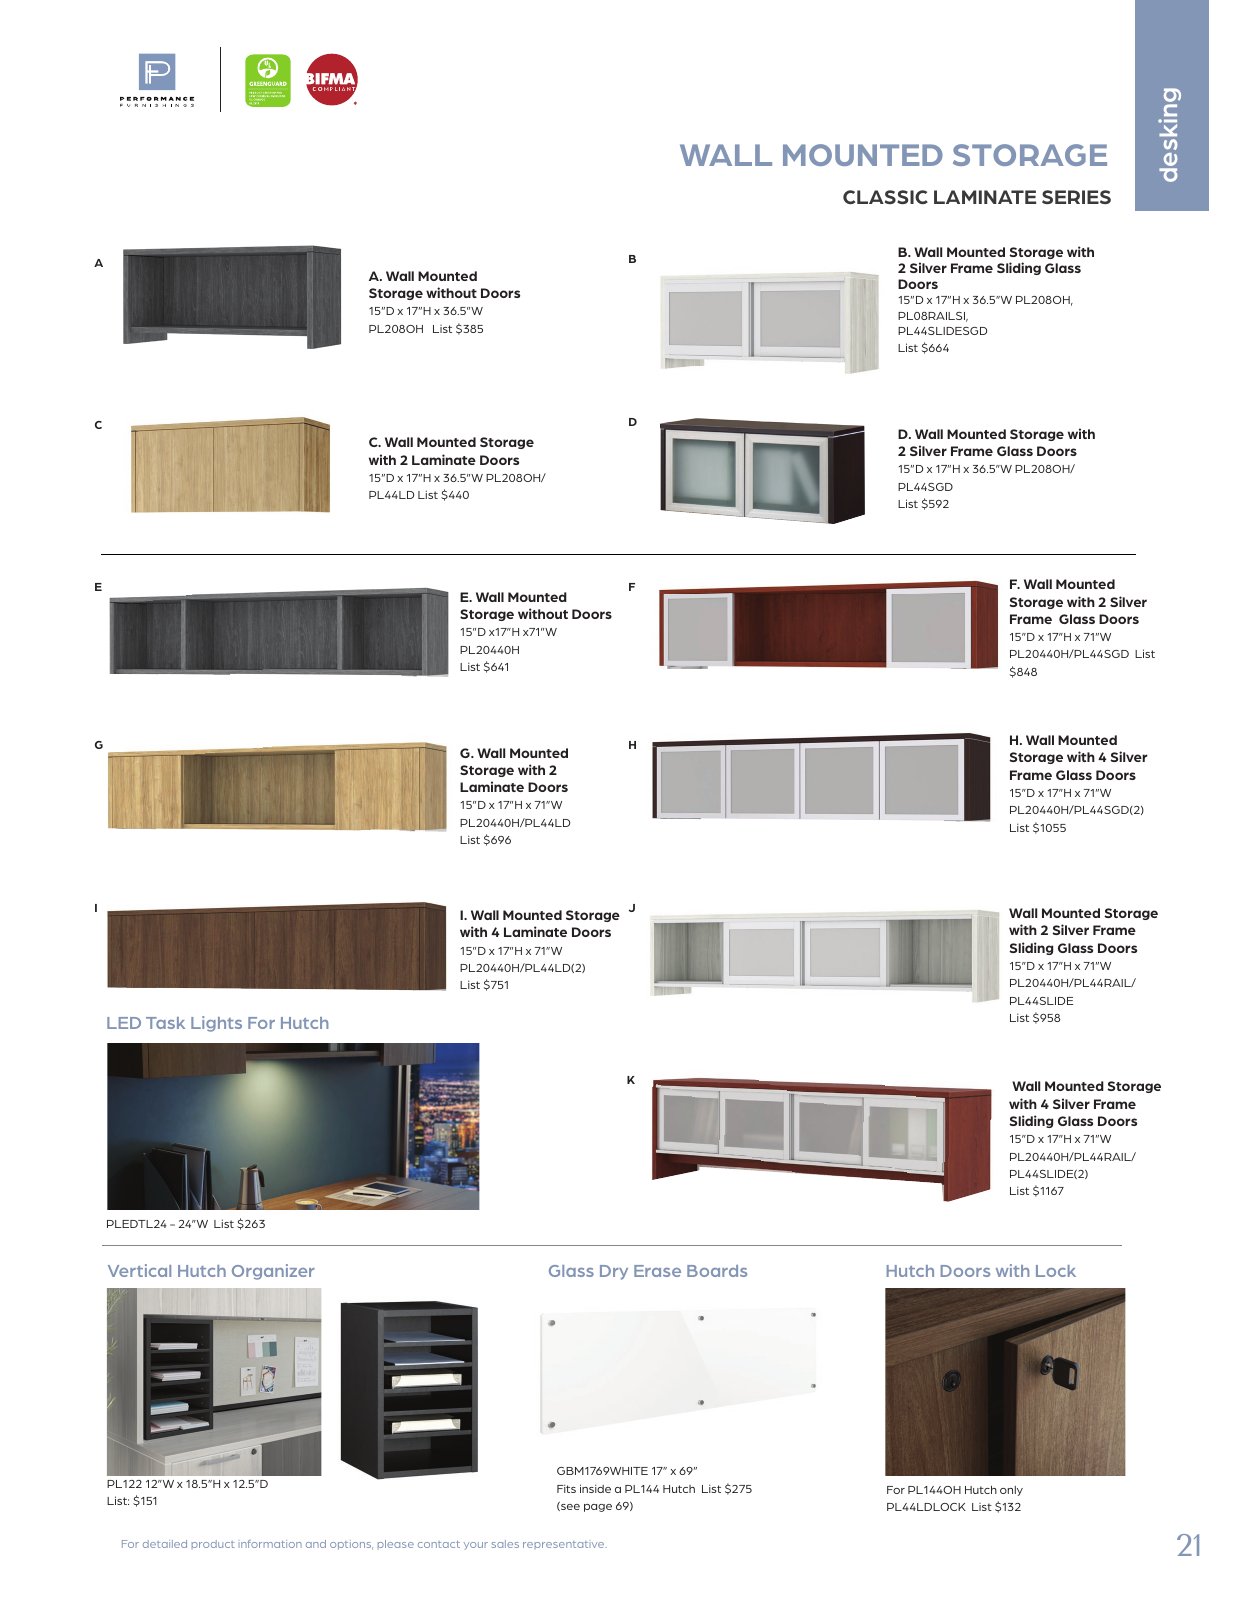 PERFORMANCE
FURNISHINGS
GREENGUARD
BIFMA
COMPLIANT
desking
WALL MOUNTED STORAGE
CLASSIC LAMINATE SERIES
A
A. Wall Mounted
Storage without Doors
15"D x 17"H x 36.5"W
PL208OH List $385
B
B. Wall Mounted Storage with
2 Silver Frame Sliding Glass
Doors
15"D x 17"H x 36.5"W PL208OH,
PL08RAILSI,
PL44SLIDESGD
List $664
C
C. Wall Mounted Storage
with 2 Laminate Doors
15"D x 17"H x 36.5"W PL208OH/
PL44LD List $440
D
D. Wall Mounted Storage with
2 Silver Frame Glass Doors
15"D x 17"H x 36.5"W PL208OH/
PL44SGD
List $592
E
E. Wall Mounted
Storage without Doors
15"D x17"H x71"W
PL20440H
List $641
F
F. Wall Mounted
Storage with 2 Silver
Frame Glass Doors
15"D x 17"H x 71"W
PL20440H/PL44SGD List
$848
G
G. Wall Mounted
Storage with 2
Laminate Doors
15"D x 17"H x 71"W
PL20440H/PL44LD
List $696
H
H. Wall Mounted
Storage with 4 Silver
Frame Glass Doors
15"D x 17"H x 71"W
PL20440H/PL44SGD(2)
List $1055
I
I. Wall Mounted Storage
with 4 Laminate Doors
15"D x 17"H x 71"W
PL20440H/PL44LD(2)
List $751
J
Wall Mounted Storage
with 2 Silver Frame
Sliding Glass Doors
15"D x 17"H x 71"W
PL20440H/PL44RAIL/
PL44SLIDE
List $958
LED Task Lights For Hutch
PLEDTL24 - 24"W List $263
K
Wall Mounted Storage
with 4 Silver Frame
Sliding Glass Doors
15"D x 17"H x 71"W
PL20440H/PL44RAIL/
PL44SLIDE(2)
List $1167
Vertical Hutch Organizer
PL122 12"W x 18.5"H x 12.5"D
List: $151
Glass Dry Erase Boards
GBM1769WHITE 17" x 69"
Fits inside a PL144 Hutch List $275
(see page 69)
Hutch Doors with Lock
For PL144OH Hutch only
PL44LDLOCK List $132
For detailed product information and options, please contact your sales representative.
21